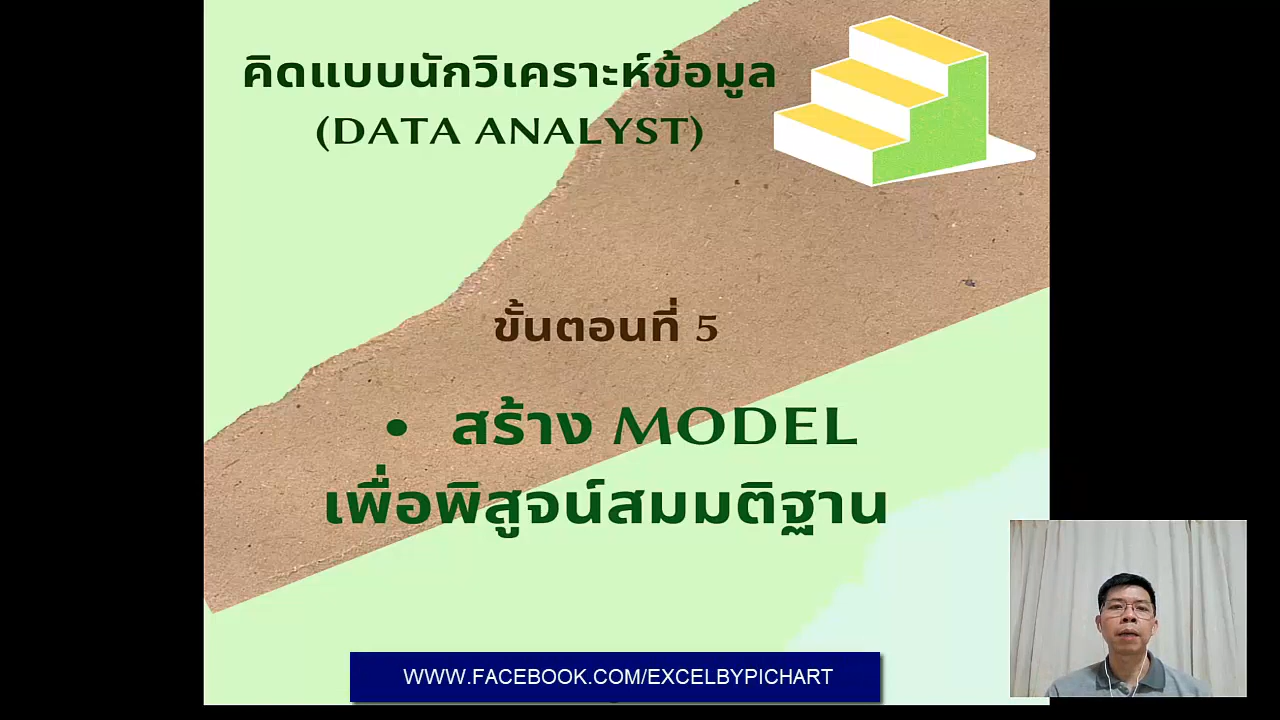 คิดแบบนักวิเคราะห์ข้อมูล
(DATA ANALYST)
ขั้นตอนที่ 5
• สร้าง MODEL
เพื่อพิสูจน์สมมติฐาน
WWW.FACEBOOK.COM/EXCELBYPICHART